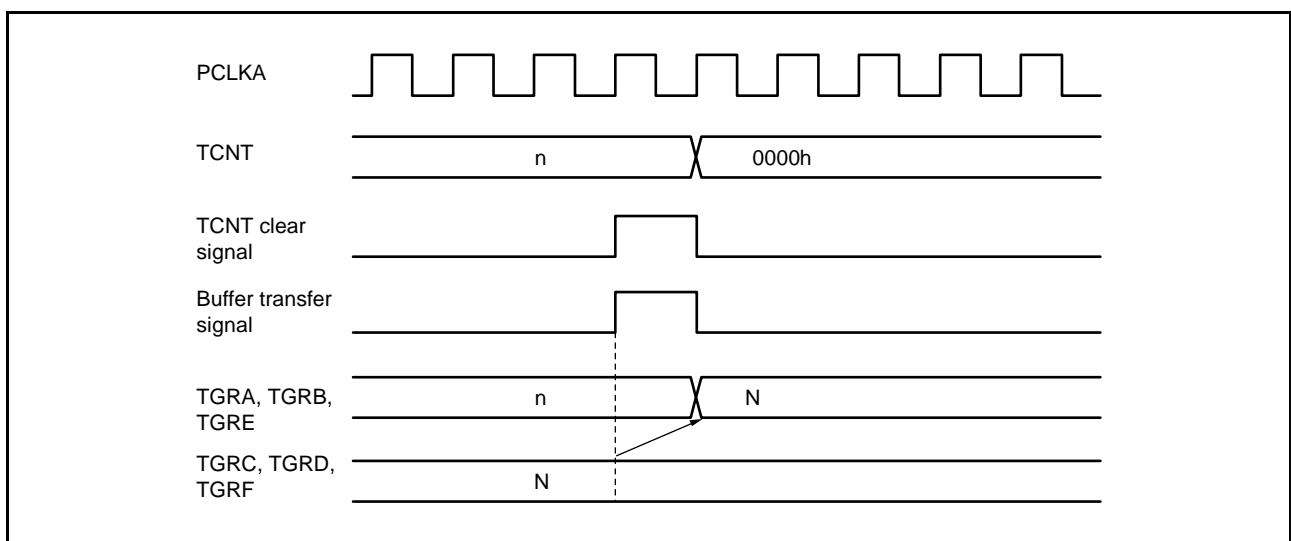 PCLKA
TCNT
n
0000h
TCNT clear
signal
Buffer transfer
signal
TGRA, TGRB,
TGRE
n
N
TGRC, TGRD,
TGRF
N